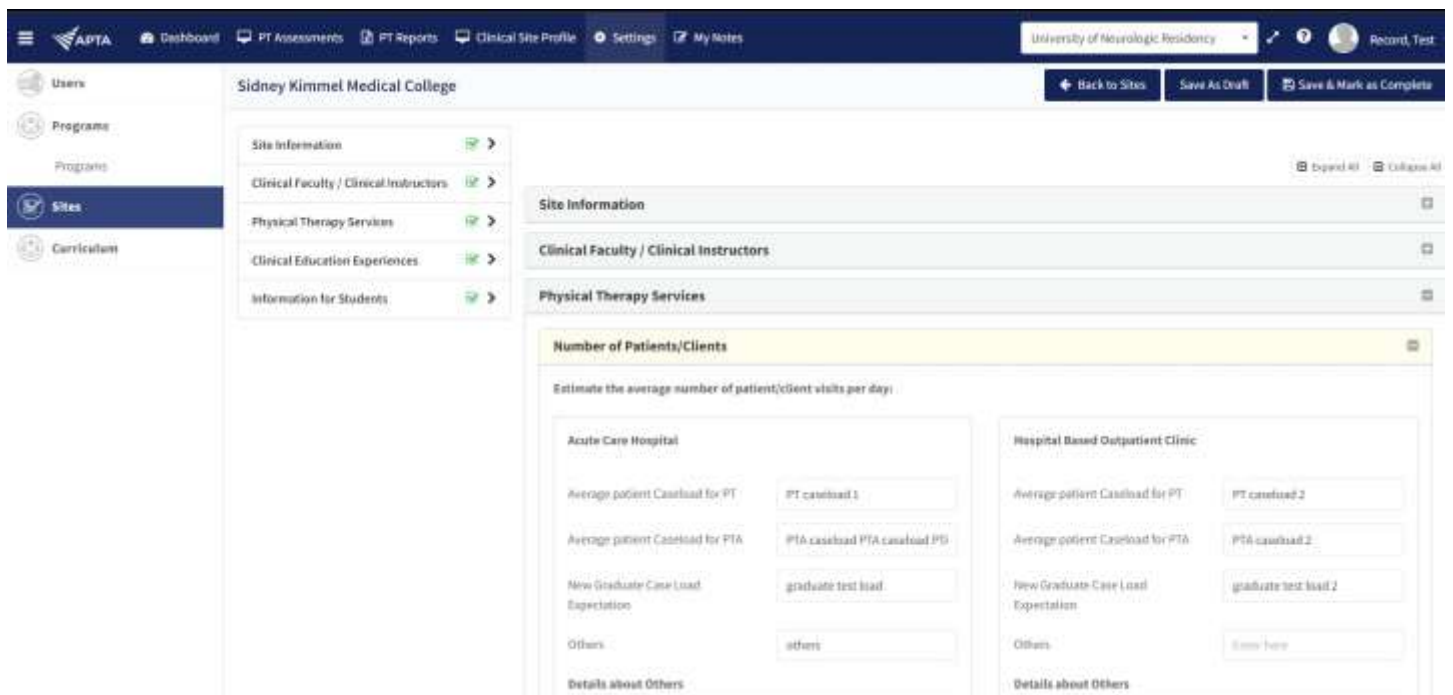 APTA Dashboard PT Assessments PT Reports Clinical Site Profile Settings My Notes University of Neurologic Residency Record, Test
Users
Programs
Programs
Sites
Curriculum
Sidney Kimmel Medical College
Back to Sites Save As Draft Save & Mark as Complete
Site Information
Clinical Faculty / Clinical Instructors
Physical Therapy Services
Clinical Education Experiences
Information for Students
Expand All Collapse All
Site Information
Clinical Faculty / Clinical Instructors
Physical Therapy Services
Number of Patients/Clients
Estimate the average number of patient/client visits per day:
Acute Care Hospital
Average patient Caseload for PT PT caseload 1
Average patient Caseload for PTA PTA caseload PTA caseload PT
New Graduate Case Load graduate test load
Expectation
Others others
Details about Others
Hospital Based Outpatient Clinic
Average patient Caseload for PT PT caseload 2
Average patient Caseload for PTA PTA caseload 2
New Graduate Case Load graduate test load 2
Expectation
Others Enter here
Details about Others